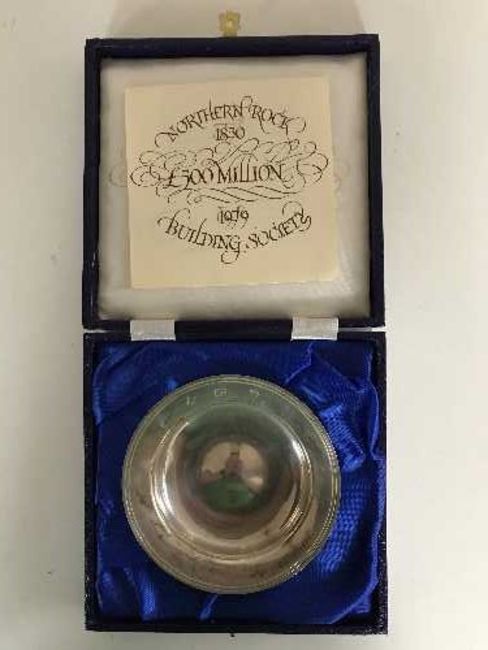 NORTHERN ROCK
1850
£500 MILLION
1979
BUILDING SOCIETY